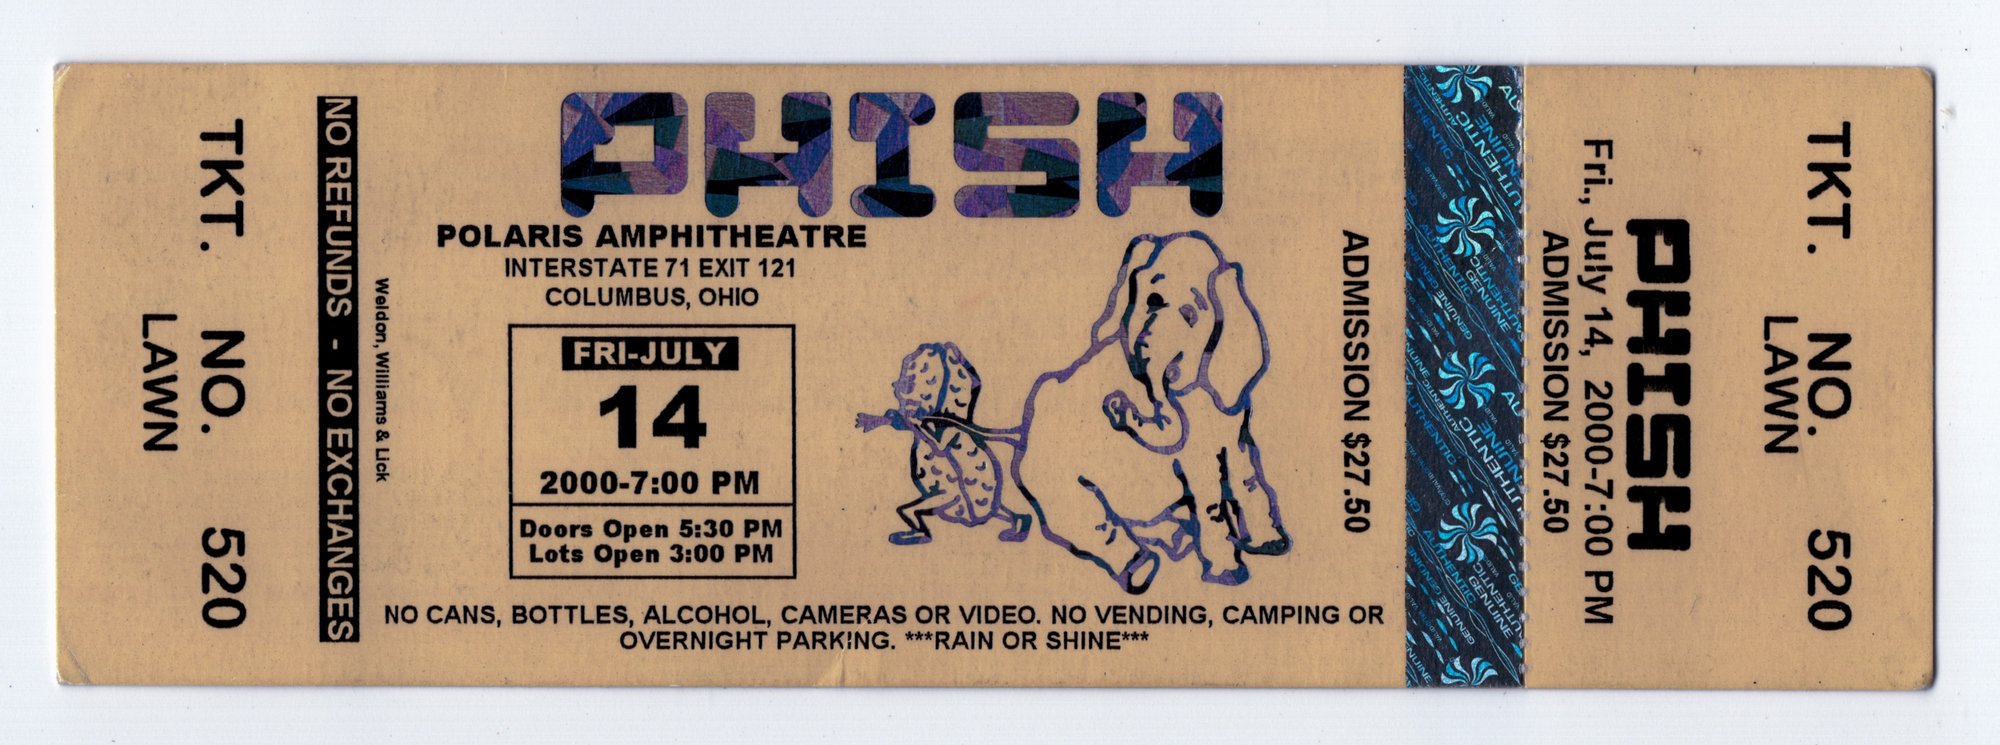 TKT. NO. 520
LAWN
NO REFUNDS - NO EXCHANGES
Weldon, Williams & Lick
PHISH
POLARIS AMPHITHEATRE
INTERSTATE 71 EXIT 121
COLUMBUS, OHIO
FRI-JULY
14
2000-7:00 PM
Doors Open 5:30 PM
Lots Open 3:00 PM
NO CANS, BOTTLES, ALCOHOL, CAMERAS OR VIDEO. NO VENDING, CAMPING OR
OVERNIGHT PARKING. ***RAIN OR SHINE***
ADMISSION $27.50
AUTHENTIC
GENUINE
VALID
PHISH
Fri., July 14, 2000-7:00 PM
ADMISSION $27.50
TKT. NO. 520
LAWN